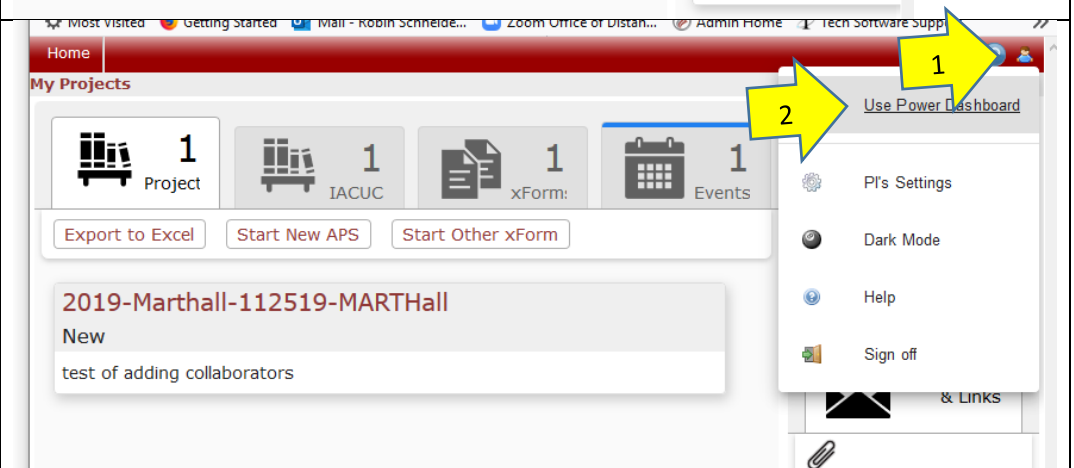 Most Visited Getting Started Mail - Robin Schneide... Zoom Office of Distan... Admin Home Tech Software Supp
Home
1
My Projects
2
Use Power Dashboard
1
Project
1
IACUC
1
xForm:
1
Events
PI's Settings
Export to Excel
Start New APS
Start Other xForm
Dark Mode
2019-Marthall-112519-MARTHall
New
Help
test of adding collaborators
Sign off
& Links